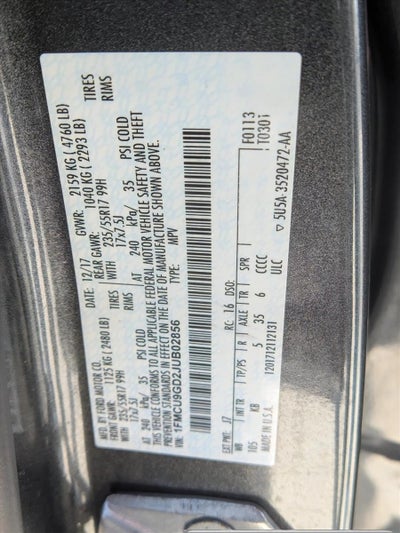 MFD. BY FORD MOTOR CO.
DATE: 12/17 GVWR: 2159 KG ( 4760 LB)
FRONT GAWR: 1125 KG ( 2480 LB) REAR GAWR: 1040 KG ( 2293 LB)
235/55R17 99H TIRES WITH 235/55R17 99H TIRES
17x7.5J RIMS 17x7.5J RIMS
AT 240 kPa/ 35 PSI COLD AT 240 kPa/ 35 PSI COLD
THIS VEHICLE CONFORMS TO ALL APPLICABLE FEDERAL MOTOR VEHICLE SAFETY AND THEFT
PREVENTION STANDARDS IN EFFECT ON THE DATE OF MANUFACTURE SHOWN ABOVE.
VIN: 1FMCU9GD2JUB02856
TYPE: MPV
F0113
T0301
EXT PNT: J7 RC: 16 DSO:
WB INT TR TP/PS R AXLE TR SPR
105 KB 5 35 6 CCCC
MADE IN U.S.A. 1201712112131 ULC
5U5A-3520472-AA